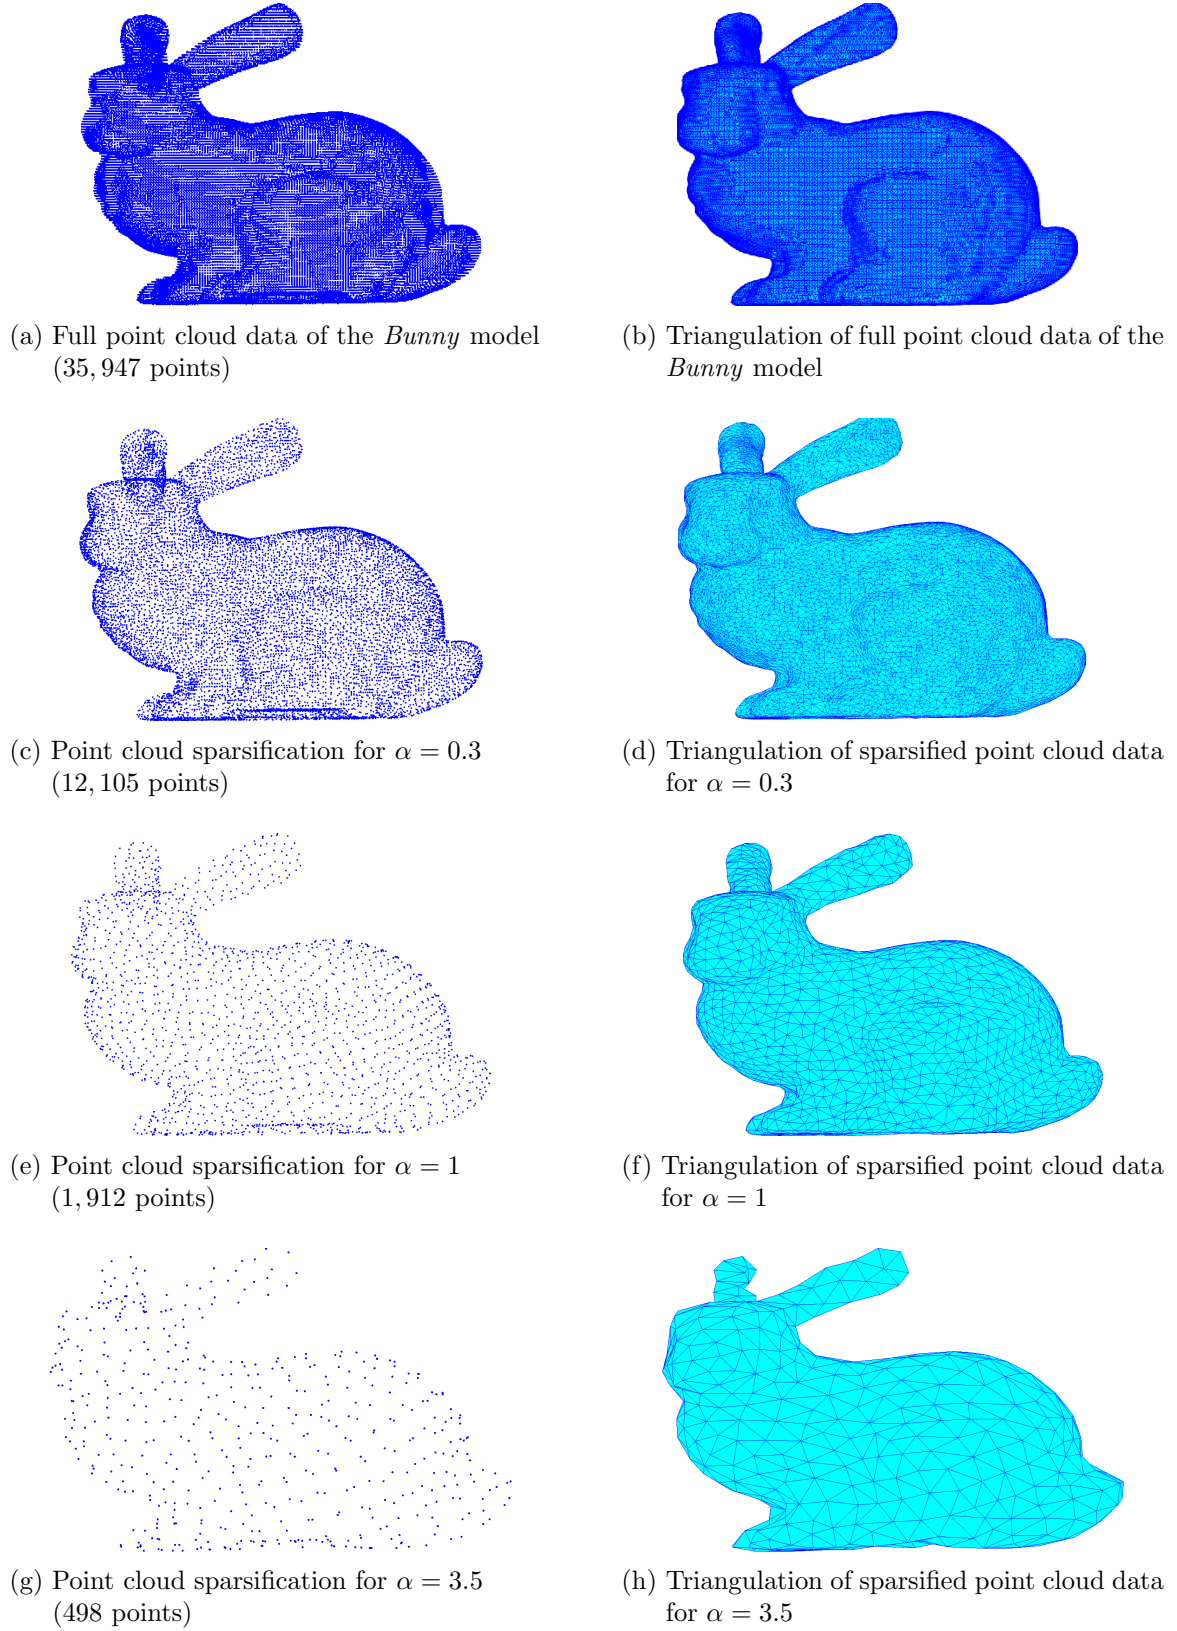 (a) Full point cloud data of the Bunny model
(35, 947 points)
(b) Triangulation of full point cloud data of the
Bunny model
(c) Point cloud sparsification for α = 0.3
(12, 105 points)
(d) Triangulation of sparsified point cloud data
for α = 0.3
(e) Point cloud sparsification for α = 1
(1, 912 points)
(f) Triangulation of sparsified point cloud data
for α = 1
(g) Point cloud sparsification for α = 3.5
(498 points)
(h) Triangulation of sparsified point cloud data
for α = 3.5